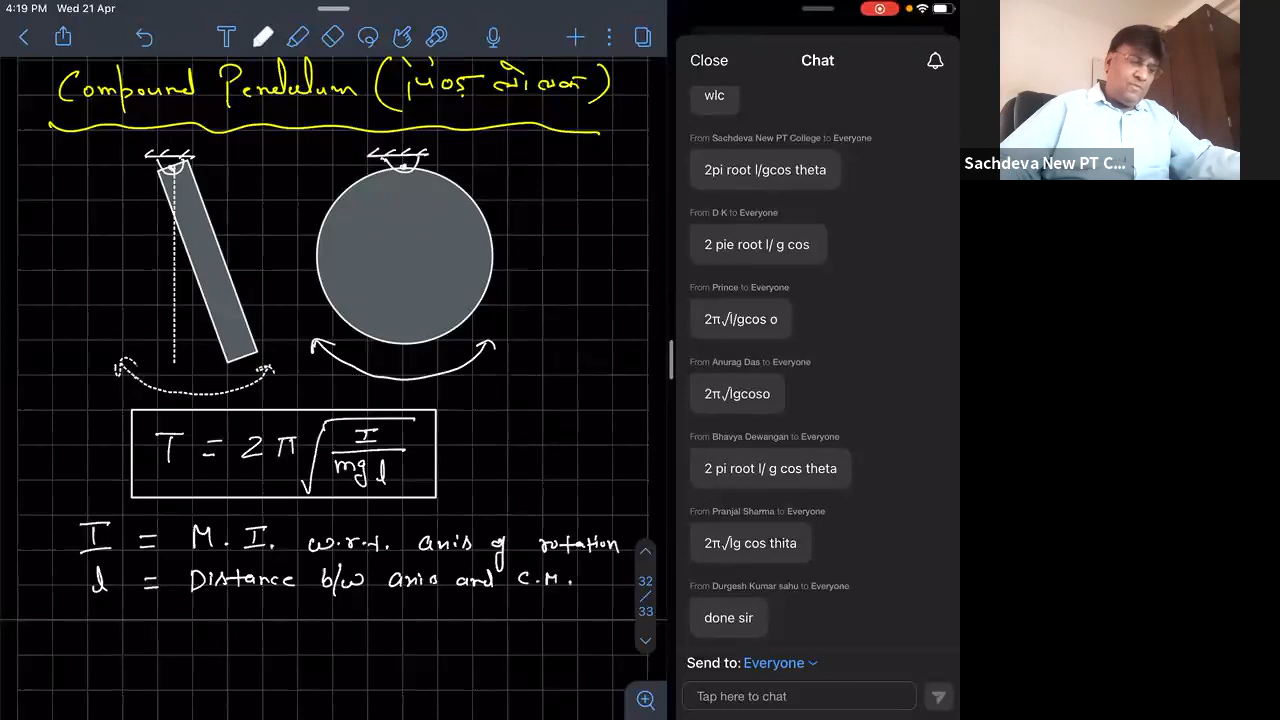 4:19 PM Wed 21 Apr
Compound Pendulum (पिंड लोलक)
T = 2π√(I/mgl)
I = M.I. w.r.t. axis of rotation
l = Distance b/w axis and C.M.
32
/
33
Close
Chat
wlc
From Sachdeva New PT College to Everyone
2pi root l/gcos theta
From D K to Everyone
2 pie root l/ g cos
From Prince to Everyone
2π,/l/gcos o
From Anurag Das to Everyone
2π,/lgcoso
From Bhavya Dewangan to Everyone
2 pi root l/ g cos theta
From Pranjal Sharma to Everyone
2π,/lg cos thita
From Durgesh Kumar sahu to Everyone
done sir
Send to: Everyone
Tap here to chat
Sachdeva New PT C...